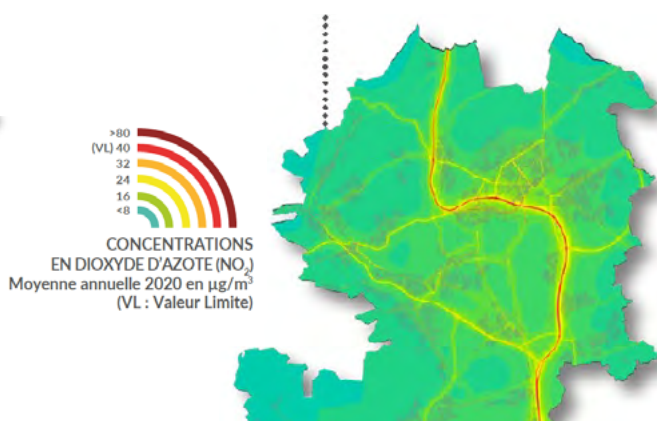 >80
(VL) 40
32
24
16
<8
CONCENTRATIONS
EN DIOXYDE D'AZOTE (NO₂)
Moyenne annuelle 2020 en µg/m³
(VL : Valeur Limite)